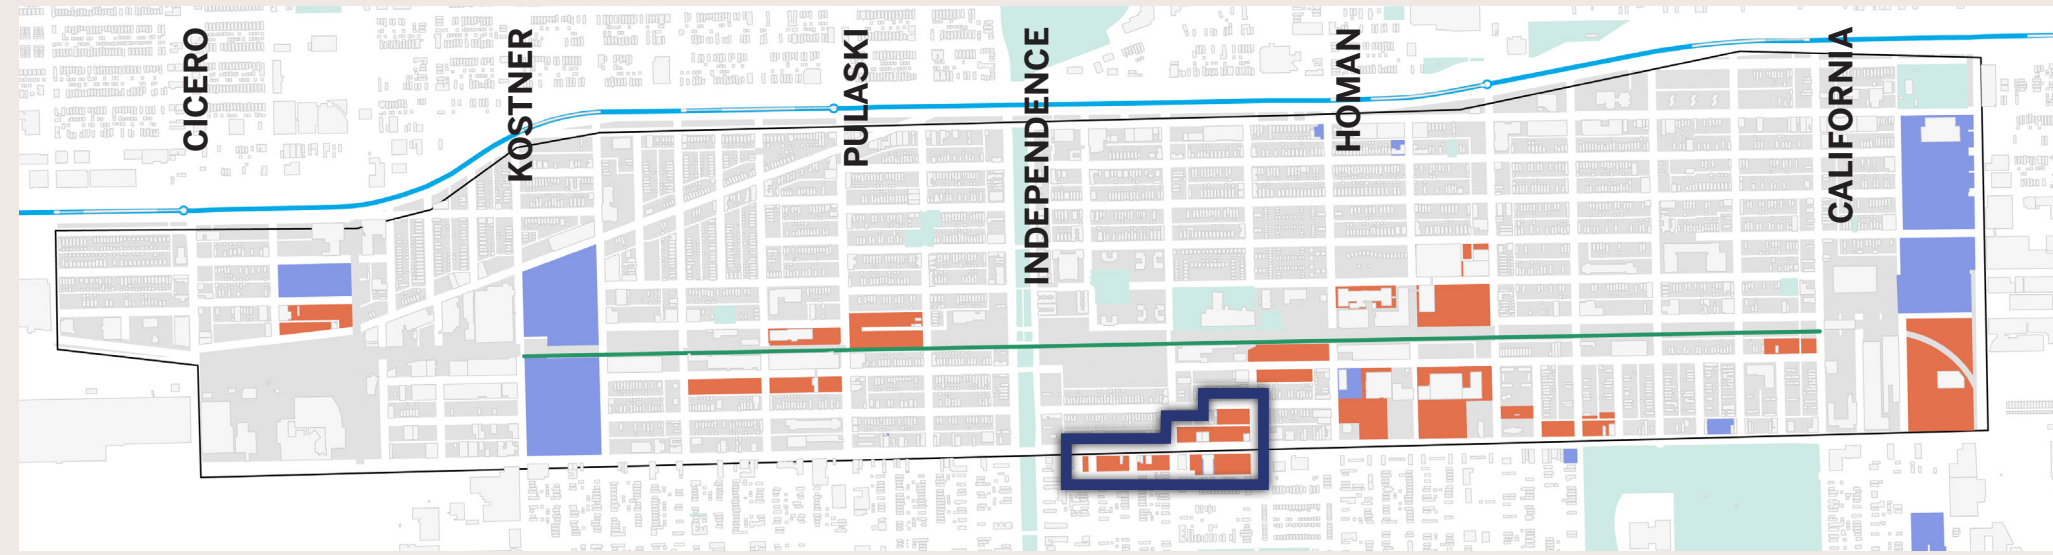 CICERO
KOSTNER
PULASKI
INDEPENDENCE
HOMAN
CALIFORNIA